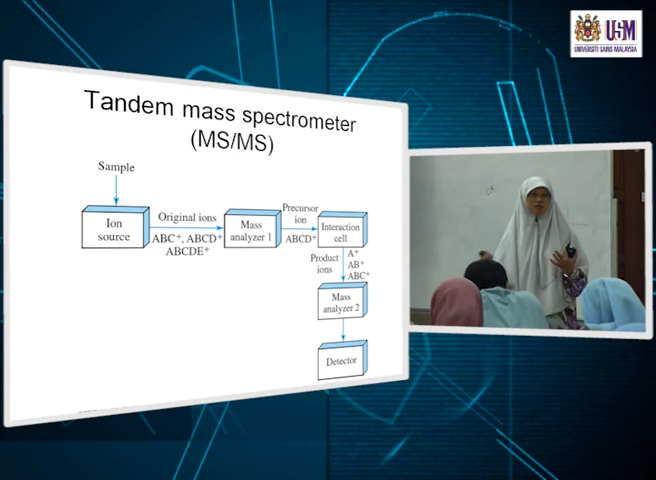 USM
UNIVERSITI SAINS MALAYSIA
Tandem mass spectrometer
(MS/MS)
Sample
Ion
source
Original ions
ABC⁺, ABCD⁺
ABCDE⁺
Mass
analyzer 1
Precursor
ion
ABCD⁺
Interaction
cell
Product
ions
A⁺
AB⁺
ABC⁺
Mass
analyzer 2
Detector